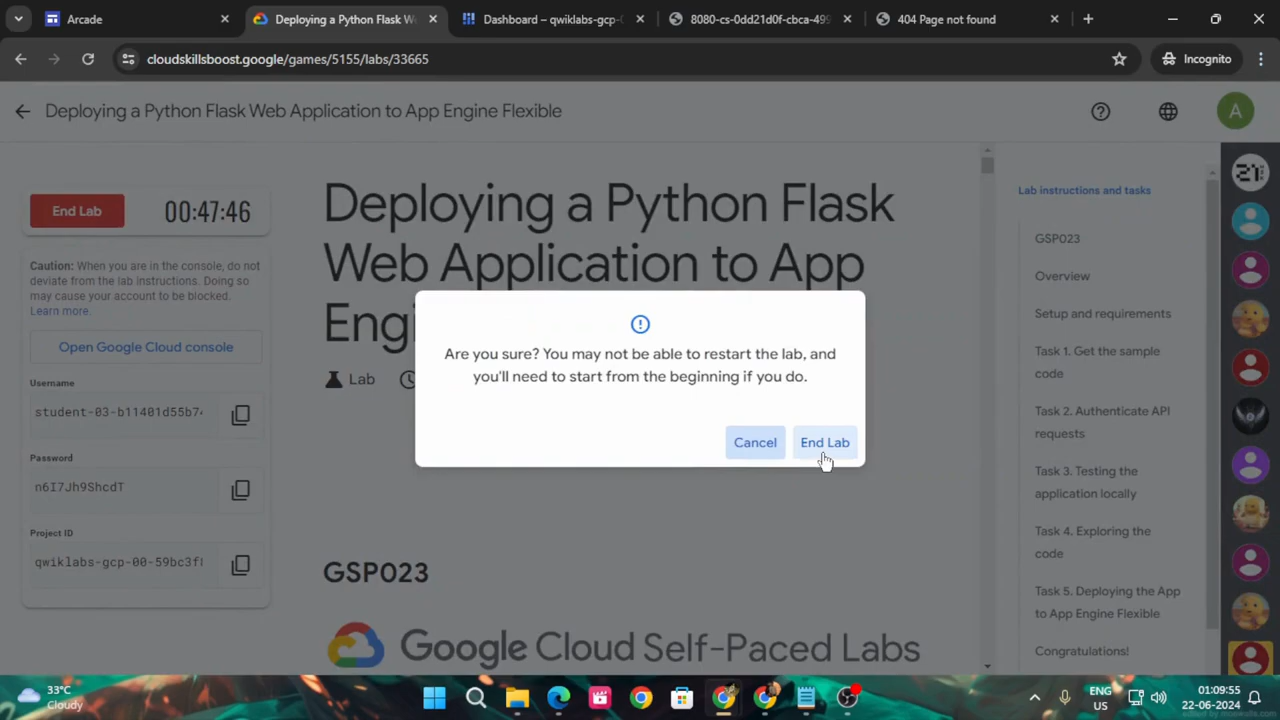 Arcade
Deploying a Python Flask W
Dashboard – qwiklabs-gcp-
8080-cs-0dd21d0f-cbca-499
404 Page not found
cloudskillsboost.google/games/5155/labs/33665
Incognito
Deploying a Python Flask Web Application to App Engine Flexible
A
End Lab
00:47:46
Caution: When you are in the console, do not
deviate from the lab instructions. Doing so
may cause your account to be blocked.
Learn more.
Open Google Cloud console
Username
student-03-b11401d55b74
Password
n6I7Jh9ShcdT
Project ID
qwiklabs-gcp-00-59bc3f8
Deploying a Python Flask
Web Application to App
Engi
Lab
GSP023
Google Cloud Self-Paced Labs
Are you sure? You may not be able to restart the lab, and
you'll need to start from the beginning if you do.
Cancel
End Lab
Lab instructions and tasks
GSP023
Overview
Setup and requirements
Task 1. Get the sample
code
Task 2. Authenticate API
requests
Task 3. Testing the
application locally
Task 4. Exploring the
code
Task 5. Deploying the App
to App Engine Flexible
Congratulations!
33°C
Cloudy
ENG
US
01:09:55
22-06-2024